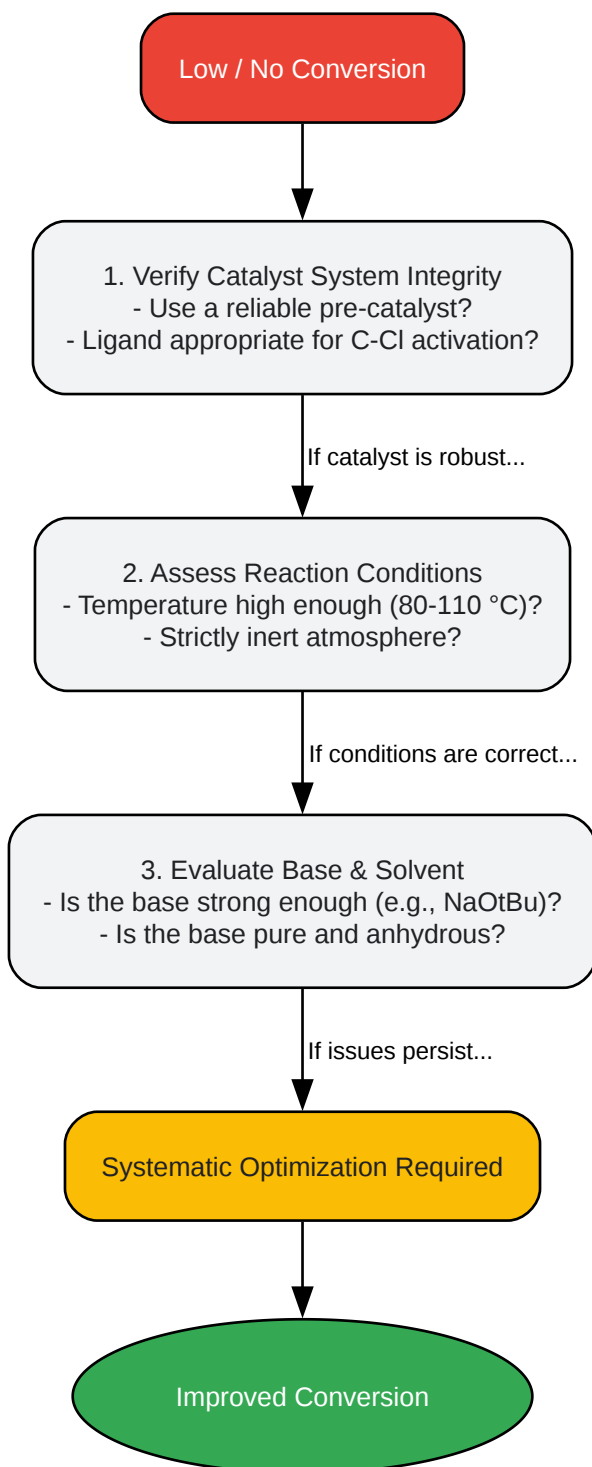 Low / No Conversion
1. Verify Catalyst System Integrity
- Use a reliable pre-catalyst?
- Ligand appropriate for C-Cl activation?
If catalyst is robust...
2. Assess Reaction Conditions
- Temperature high enough (80-110 °C)?
- Strictly inert atmosphere?
If conditions are correct...
3. Evaluate Base & Solvent
- Is the base strong enough (e.g., NaOtBu)?
- Is the base pure and anhydrous?
If issues persist...
Systematic Optimization Required
Improved Conversion